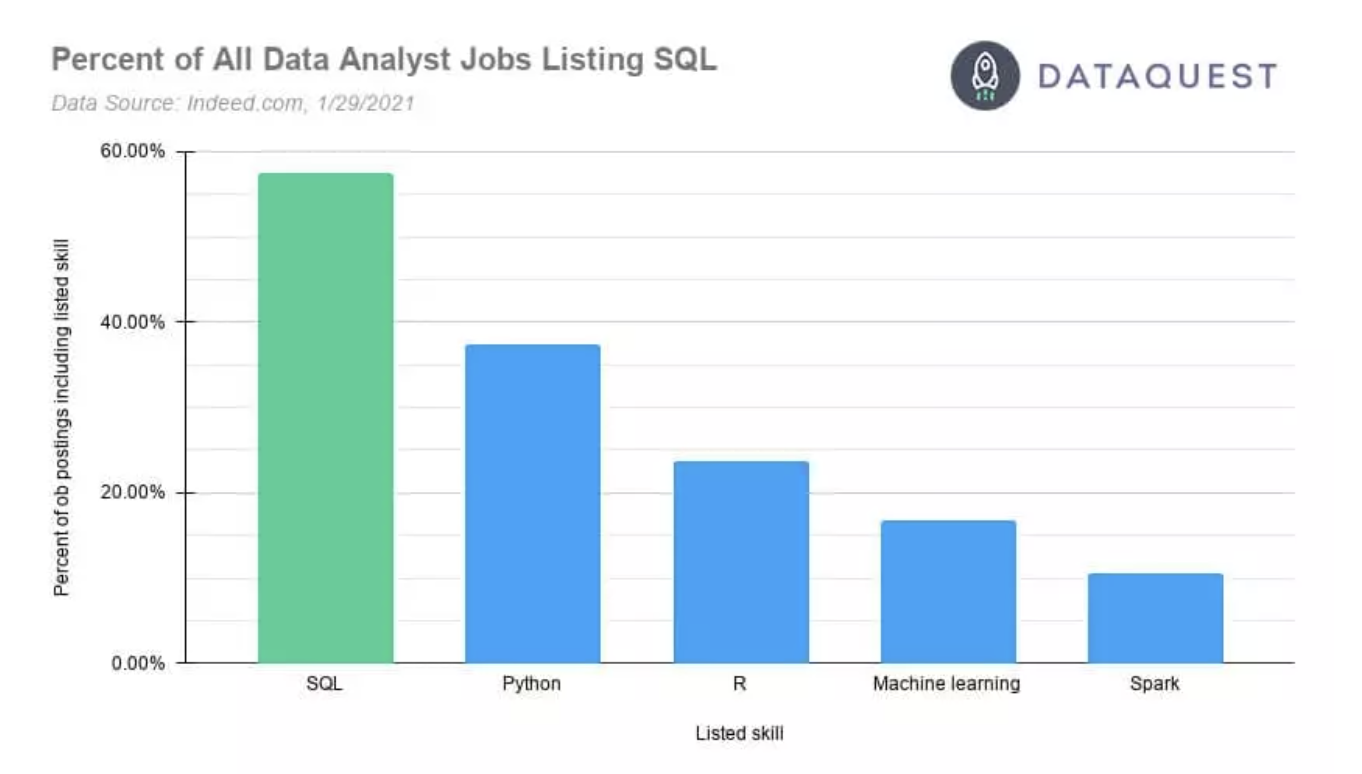 Percent of All Data Analyst Jobs Listing SQL
DATAQUEST
Data Source: Indeed.com, 1/29/2021
60.00%
40.00%
20.00%
0.00%
Percent of ob postings including listed skill
SQL
Python
R
Machine learning
Spark
Listed skill